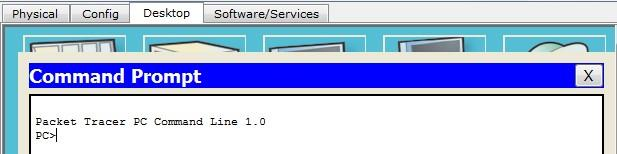 Physical Config Desktop Software/Services
Command Prompt X
Packet Tracer PC Command Line 1.0
PC>